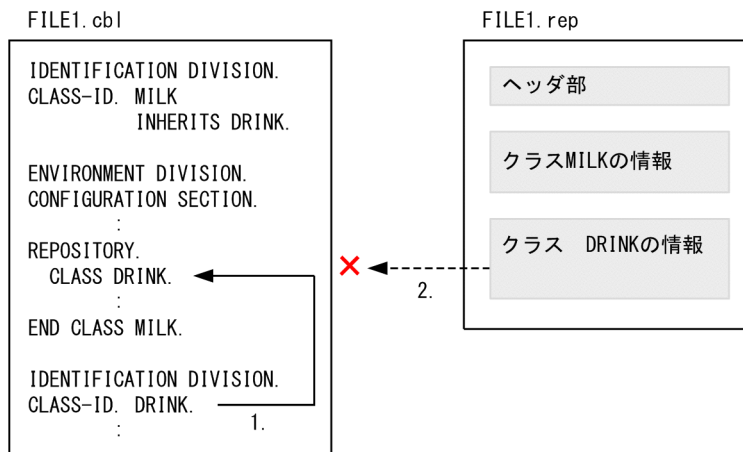 FILE1.cbl
IDENTIFICATION DIVISION.
CLASS-ID. MILK
INHERITS DRINK.
ENVIRONMENT DIVISION.
CONFIGURATION SECTION.
:
REPOSITORY.
CLASS DRINK.
:
END CLASS MILK.
IDENTIFICATION DIVISION.
CLASS-ID. DRINK.
:
1.
2.
FILE1.rep
ヘッダ部
クラスMILKの情報
クラス　DRINKの情報